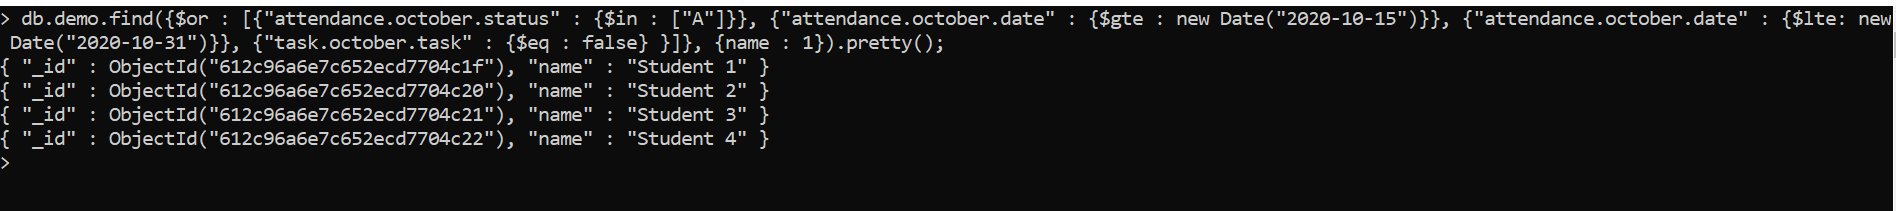 > db.demo.find({$or : [{"attendance.october.status" : {$in : ["A"]}}, {"attendance.october.date" : {$gte : new Date("2020-10-15")}}, {"attendance.october.date" : {$lte: new
Date("2020-10-31")}}, {"task.october.task" : {$eq : false} }]}, {name : 1}).pretty();
{ "_id" : ObjectId("612c96a6e7c652ecd7704c1f"), "name" : "Student 1" }
{ "_id" : ObjectId("612c96a6e7c652ecd7704c20"), "name" : "Student 2" }
{ "_id" : ObjectId("612c96a6e7c652ecd7704c21"), "name" : "Student 3" }
{ "_id" : ObjectId("612c96a6e7c652ecd7704c22"), "name" : "Student 4" }
>